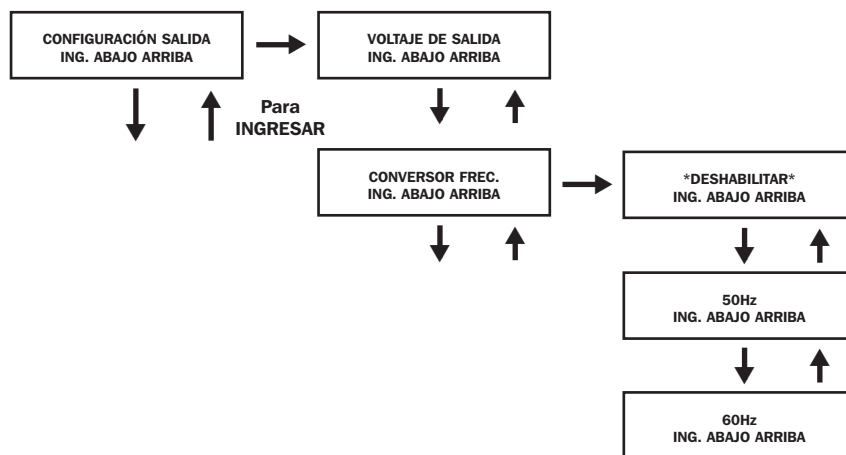 CONFIGURACIÓN SALIDA
ING. ABAJO ARRIBA
VOLTAJE DE SALIDA
ING. ABAJO ARRIBA
Para
INGRESAR
CONVERSOR FREC.
ING. ABAJO ARRIBA
*DESHABILITAR*
ING. ABAJO ARRIBA
50Hz
ING. ABAJO ARRIBA
60Hz
ING. ABAJO ARRIBA